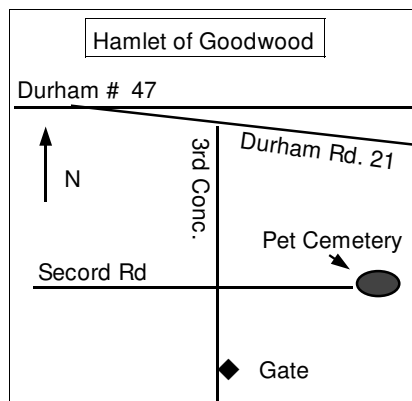 Hamlet of Goodwood
Durham # 47
Durham Rd. 21
3rd Conc.
N
Pet Cemetery
Secord Rd
Gate